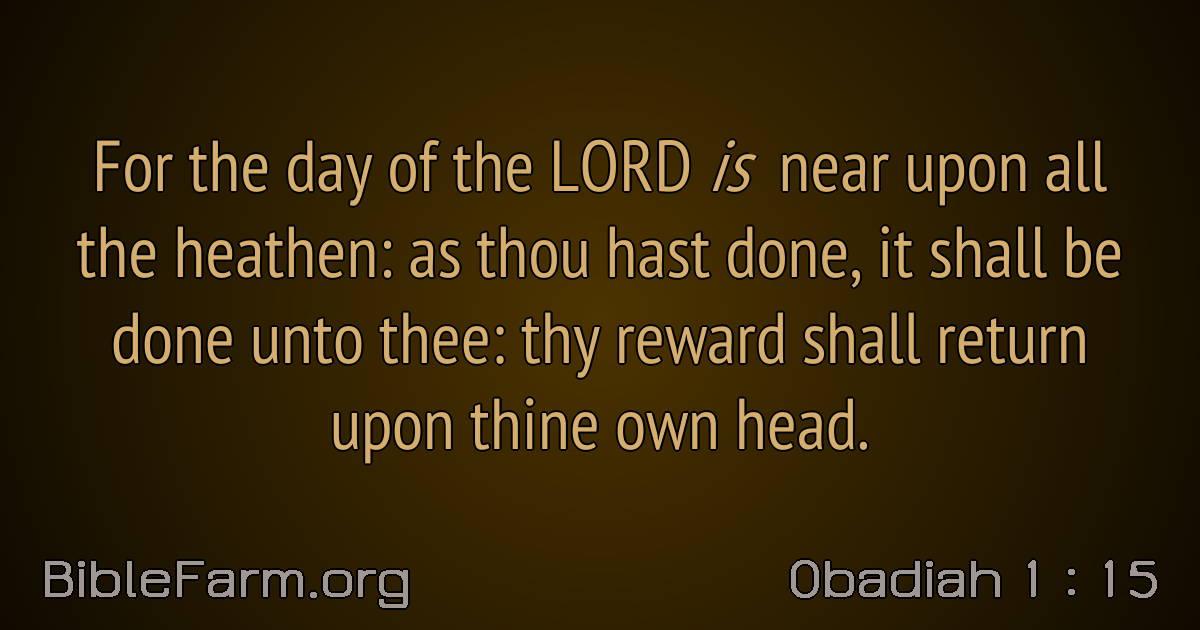 For the day of the LORD is near upon all
the heathen: as thou hast done, it shall be
done unto thee: thy reward shall return
upon thine own head.
BibleFarm.org
Obadiah 1 : 15